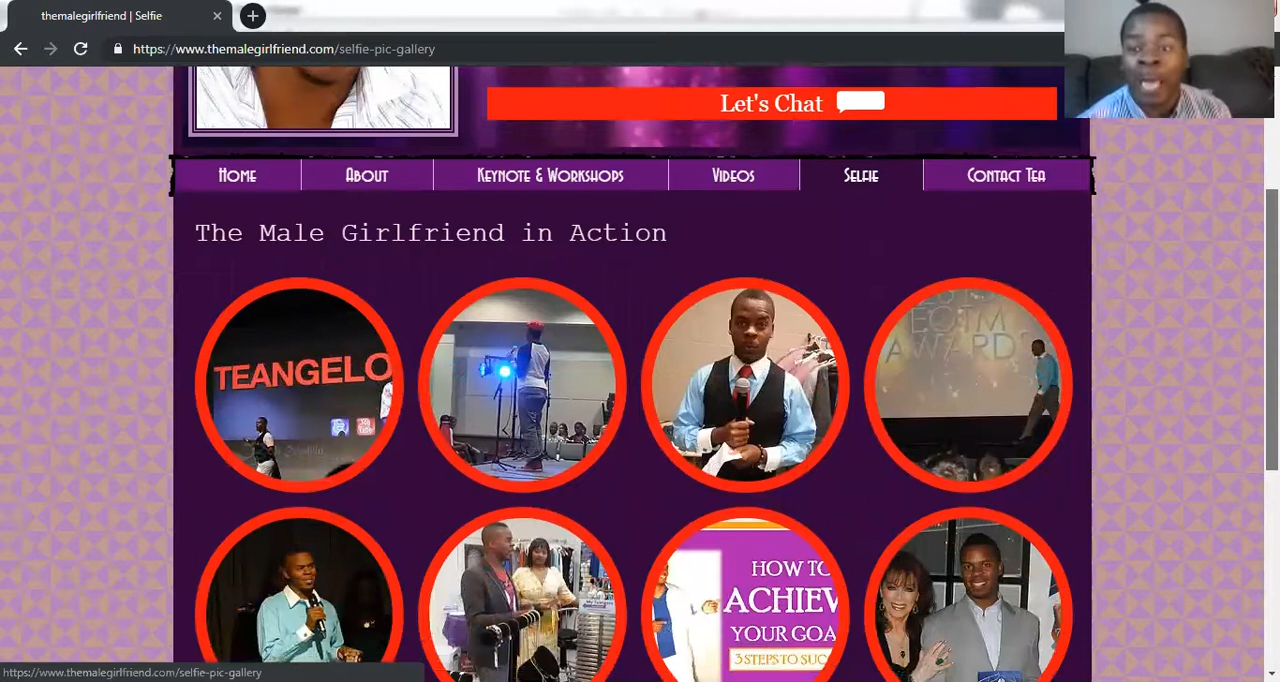 themalegirlfriend | Selfie
https://www.themalegirlfriend.com/selfie-pic-gallery
Let's Chat
Home About Keynote & Workshops Videos Selfie Contact Tea
The Male Girlfriend in Action
TEANGELO
AWARD
HOW TO
ACHIEV
YOUR GOA
3 STEPS TO SUC
https://www.themalegirlfriend.com/selfie-pic-gallery